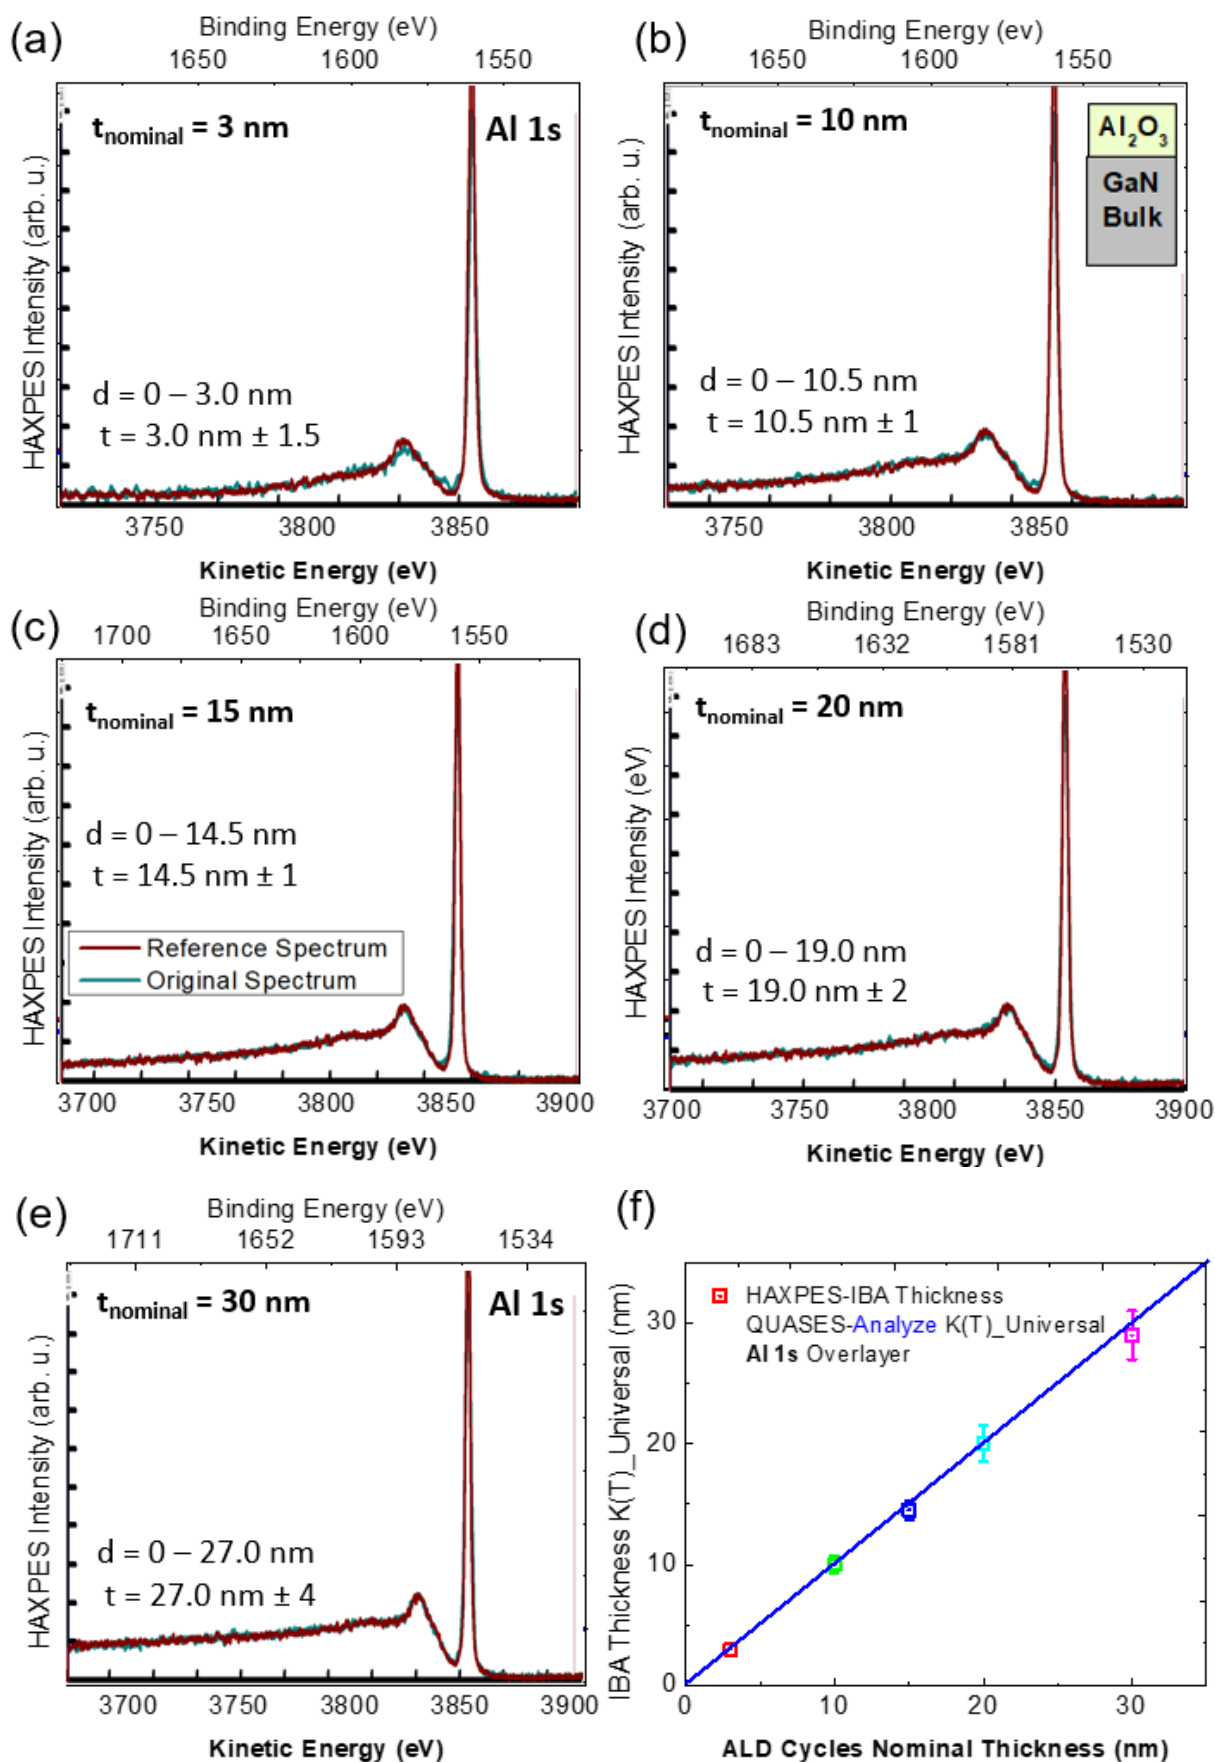 (a)
Binding Energy (eV)
1650 1600 1550
t_nominal = 3 nm
Al 1s
HAXPES Intensity (arb. u.)
d = 0 – 3.0 nm
t = 3.0 nm ± 1.5
3750 3800 3850
Kinetic Energy (eV)
(b)
Binding Energy (ev)
1650 1600 1550
t_nominal = 10 nm
Al₂O₃
GaN
Bulk
HAXPES Intensity (arb. u.)
d = 0 – 10.5 nm
t = 10.5 nm ± 1
3750 3800 3850
Kinetic Energy (eV)
(c)
Binding Energy (eV)
1700 1650 1600 1550
t_nominal = 15 nm
HAXPES Intensity (arb. u.)
d = 0 – 14.5 nm
t = 14.5 nm ± 1
Reference Spectrum
Original Spectrum
3700 3750 3800 3850 3900
Kinetic Energy (eV)
(d)
Binding Energy (eV)
1683 1632 1581 1530
t_nominal = 20 nm
HAXPES Intensity (eV)
d = 0 – 19.0 nm
t = 19.0 nm ± 2
3700 3750 3800 3850 3900
Kinetic Energy (eV)
(e)
Binding Energy (eV)
1711 1652 1593 1534
t_nominal = 30 nm
Al 1s
HAXPES Intensity (arb. u.)
d = 0 – 27.0 nm
t = 27.0 nm ± 4
3700 3750 3800 3850 3900
Kinetic Energy (eV)
(f)
HAXPES-IBA Thickness
QUASES-Analyze K(T)_Universal
Al 1s Overlayer
IBA Thickness K(T)_Universal (nm)
30
20
10
0
0 10 20 30
ALD Cycles Nominal Thickness (nm)